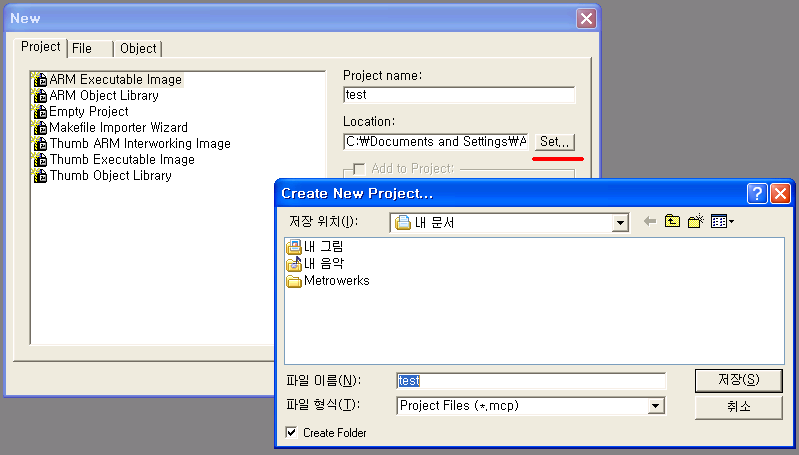 New
Project
File
Object
ARM Executable Image
ARM Object Library
Empty Project
Makefile Importer Wizard
Thumb ARM Interworking Image
Thumb Executable Image
Thumb Object Library
Project name:
test
Location:
C:₩Documents and Settings₩A
Set...
Add to Project:
Create New Project...
저장 위치(I):
내 문서
내 그림
내 음악
Metrowerks
파일 이름(N):
test
저장(S)
파일 형식(T):
Project Files (*.mcp)
취소
Create Folder